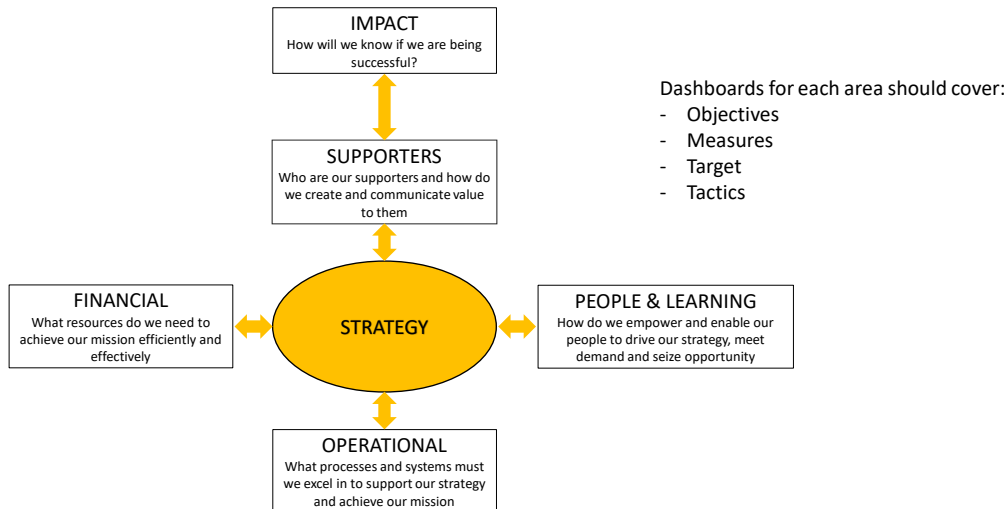 IMPACT
How will we know if we are being
successful?
Dashboards for each area should cover:
- Objectives
- Measures
- Target
- Tactics
SUPPORTERS
Who are our supporters and how do
we create and communicate value
to them
FINANCIAL
What resources do we need to
achieve our mission efficiently and
effectively
STRATEGY
PEOPLE & LEARNING
How do we empower and enable our
people to drive our strategy, meet
demand and seize opportunity
OPERATIONAL
What processes and systems must
we excel in to support our strategy
and achieve our mission